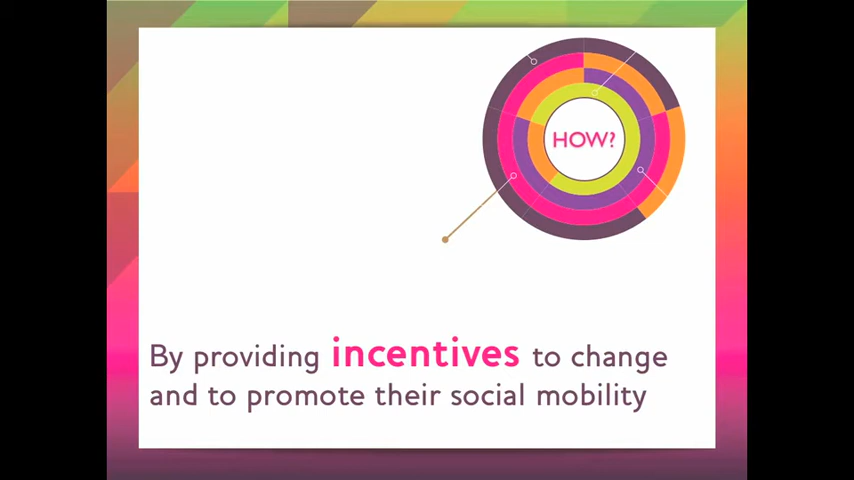 HOW?
By providing incentives to change
and to promote their social mobility